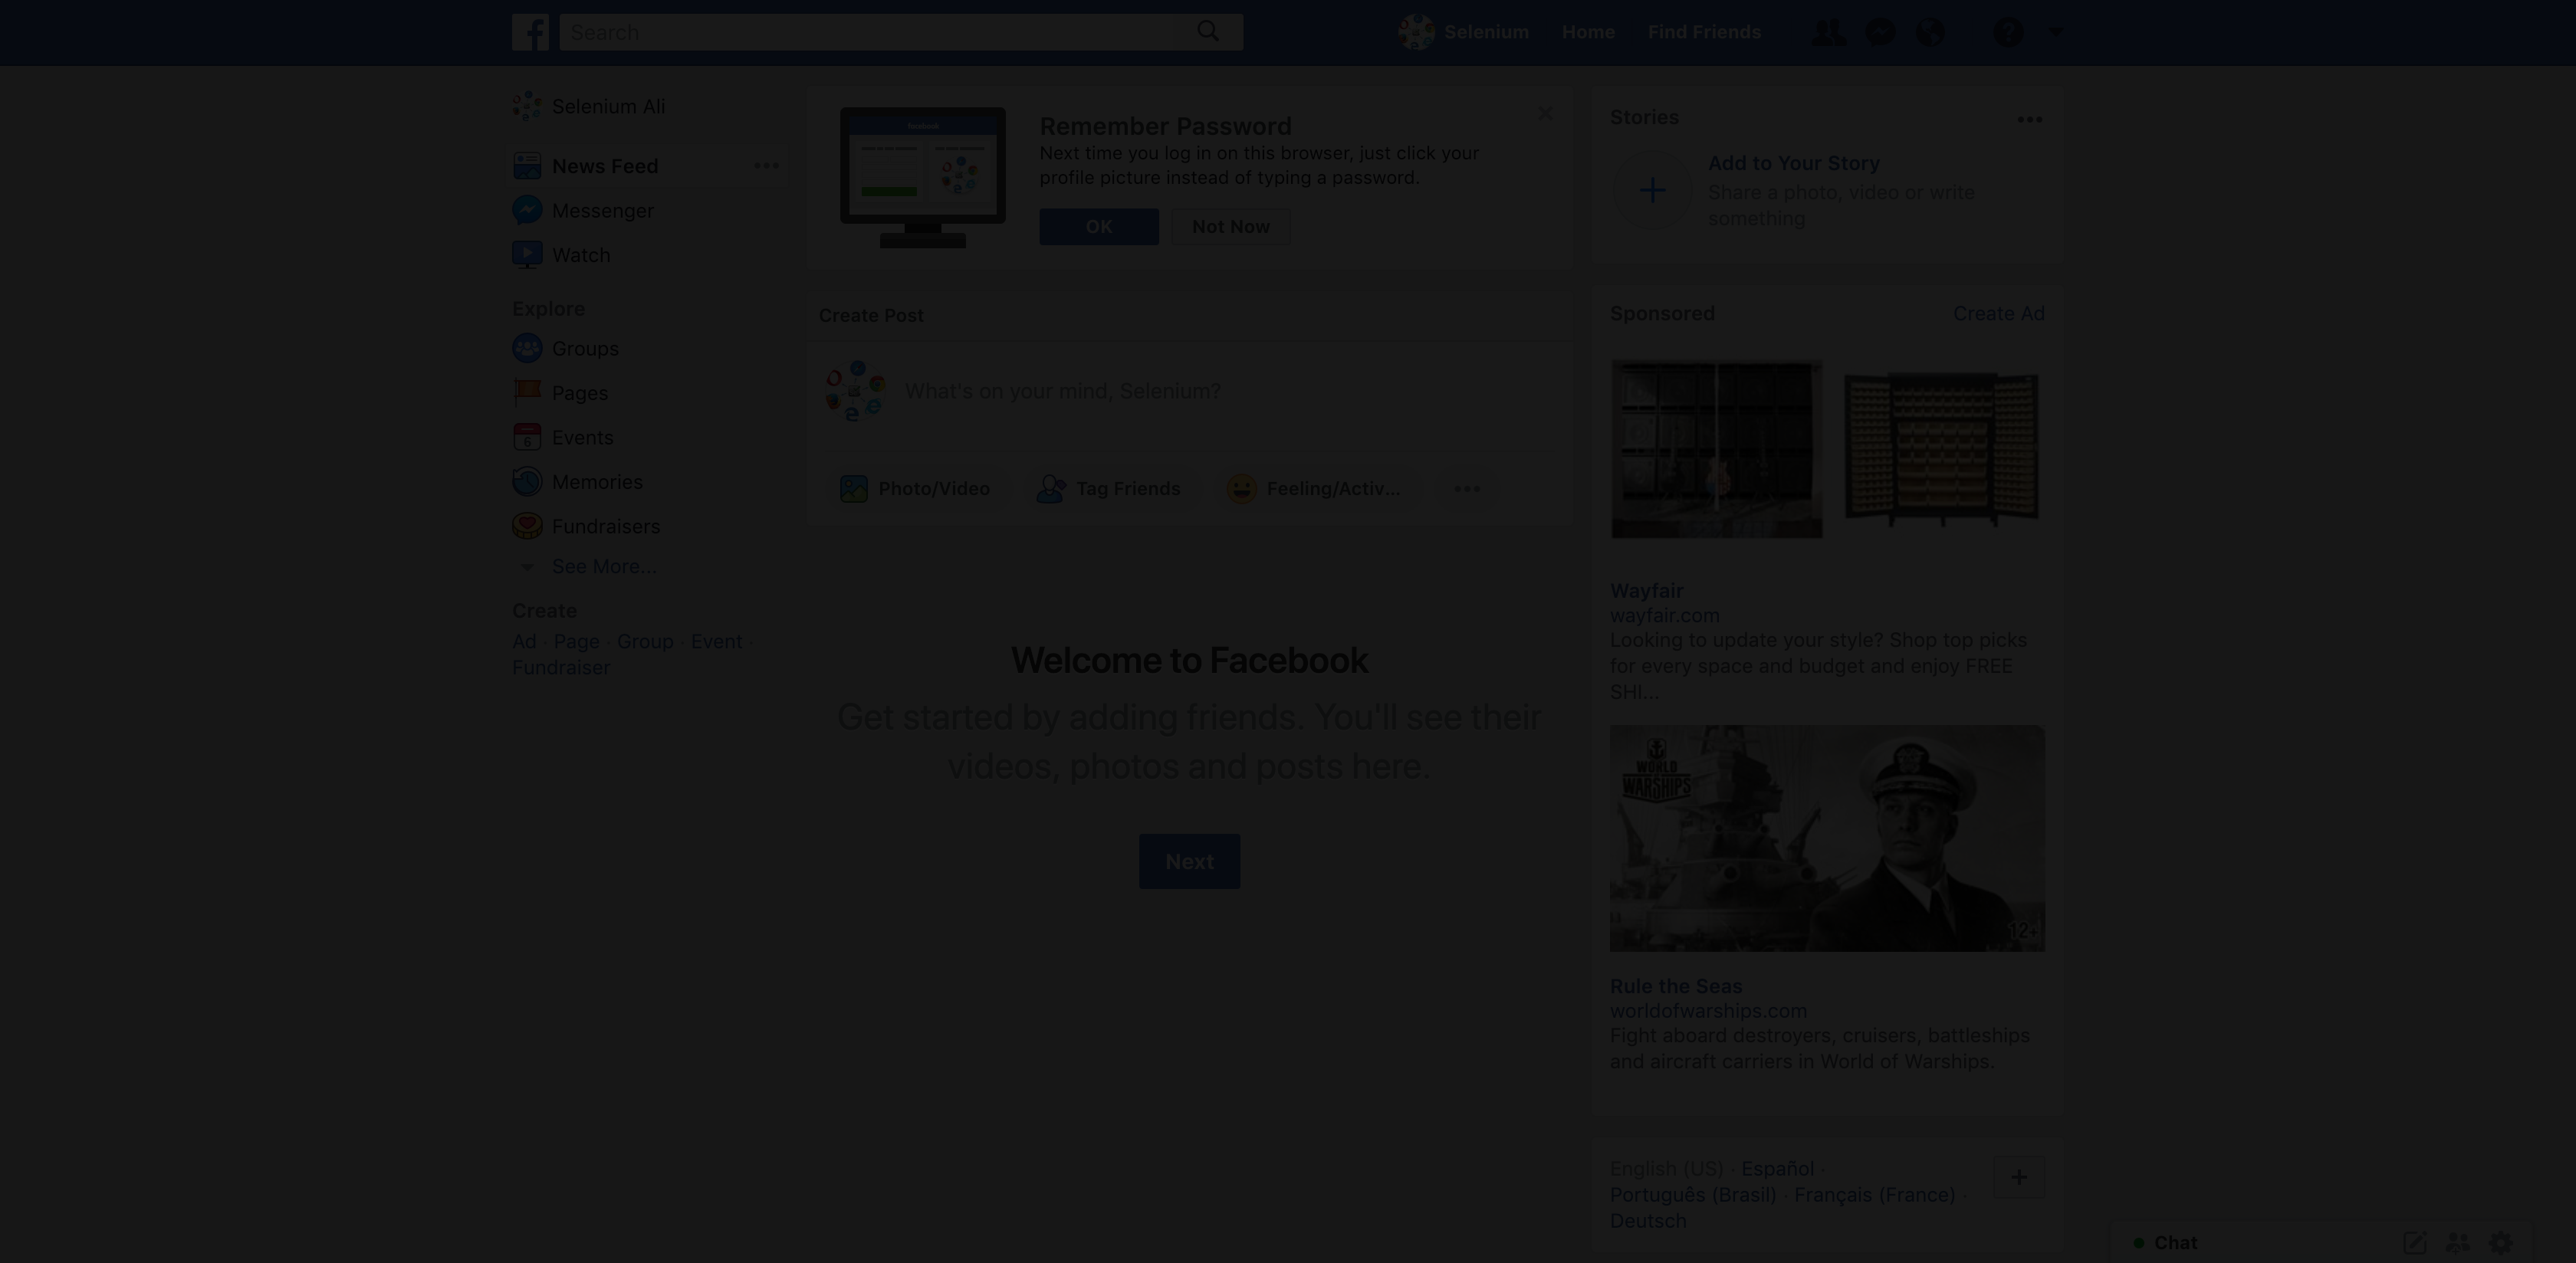 Search
Selenium
Home
Find Friends
Selenium Ali
News Feed
Messenger
Watch
Explore
Groups
Pages
6
Events
Memories
Fundraisers
See More...
Create
Ad · Page · Group · Event ·
Fundraiser
facebook
Remember Password
Next time you log in on this browser, just click your
profile picture instead of typing a password.
OK
Not Now
Create Post
What's on your mind, Selenium?
Photo/Video
Tag Friends
Feeling/Activ...
Welcome to Facebook
Get started by adding friends. You'll see their
videos, photos and posts here.
Next
Stories
Add to Your Story
Share a photo, video or write
something
Sponsored
Create Ad
Wayfair
wayfair.com
Looking to update your style? Shop top picks
for every space and budget and enjoy FREE
SHI...
WORLD
OF
WARSHIPS
12+
Rule the Seas
worldofwarships.com
Fight aboard destroyers, cruisers, battleships
and aircraft carriers in World of Warships.
English (US) · Español ·
Português (Brasil) · Français (France) ·
Deutsch
Chat